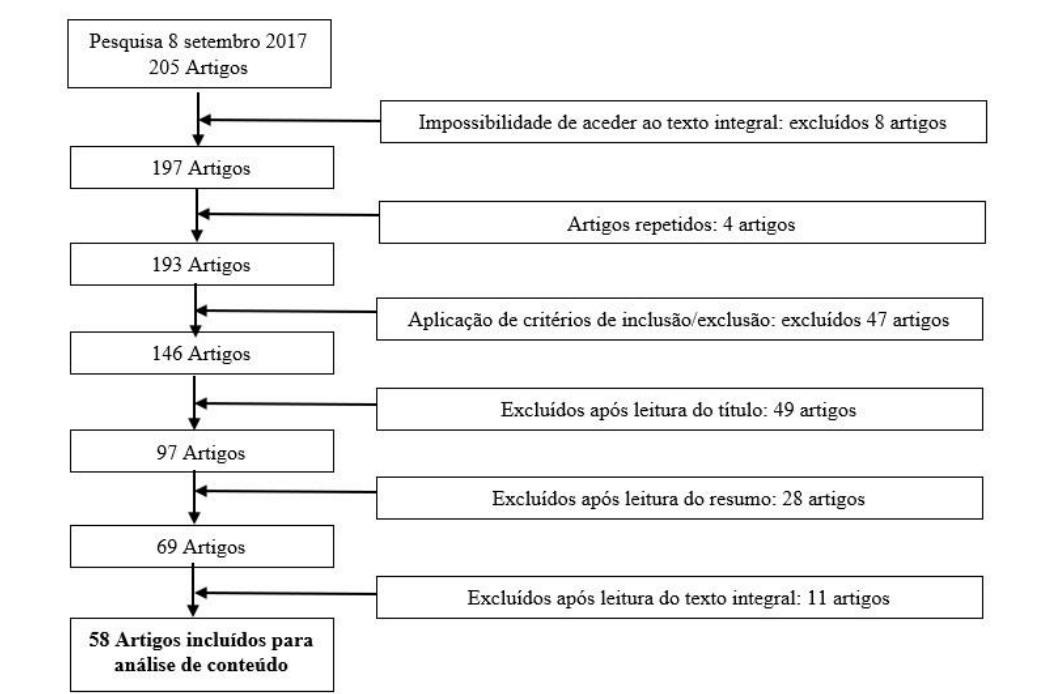 Pesquisa 8 setembro 2017
205 Artigos
Impossibilidade de aceder ao texto integral: excluídos 8 artigos
197 Artigos
Artigos repetidos: 4 artigos
193 Artigos
Aplicação de critérios de inclusão/exclusão: excluídos 47 artigos
146 Artigos
Excluídos após leitura do título: 49 artigos
97 Artigos
Excluídos após leitura do resumo: 28 artigos
69 Artigos
Excluídos após leitura do texto integral: 11 artigos
58 Artigos incluídos para
análise de conteúdo